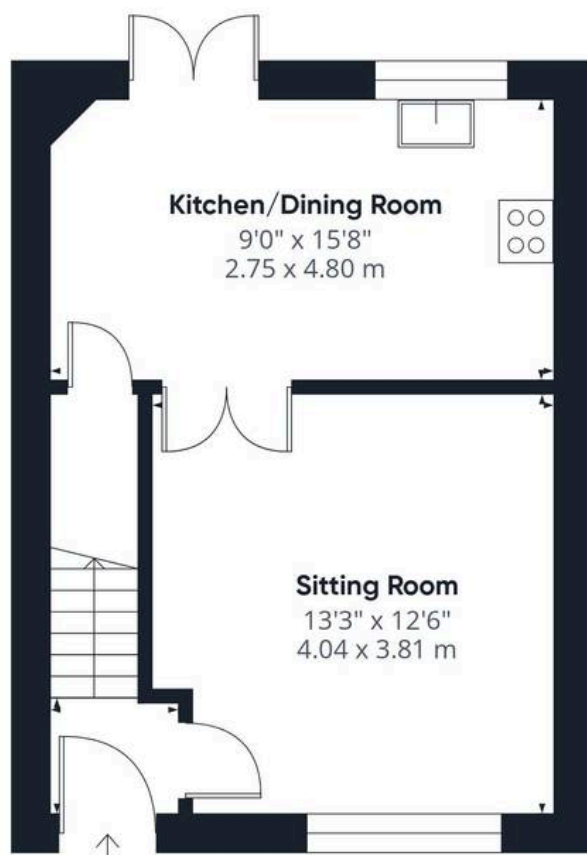 Kitchen/Dining Room
9'0" x 15'8"
2.75 x 4.80 m
Sitting Room
13'3" x 12'6"
4.04 x 3.81 m